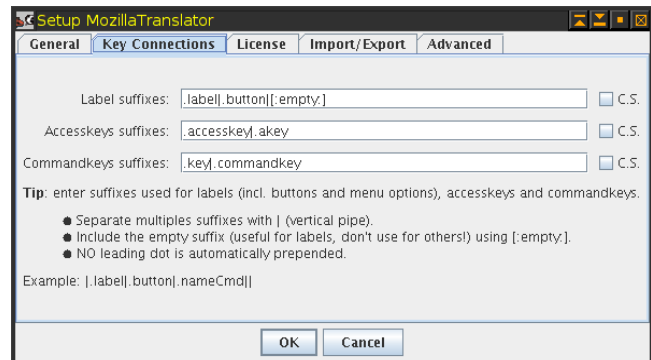 Setup MozillaTranslator
General Key Connections License Import/Export Advanced
Label suffixes: .label|.button|[:empty:] C.S.
Accesskeys suffixes: .accesskey|.akey C.S.
Commandkeys suffixes: .key|.commandkey C.S.
Tip: enter suffixes used for labels (incl. buttons and menu options), accesskeys and commandkeys.
Separate multiples suffixes with | (vertical pipe).
Include the empty suffix (useful for labels, don't use for others!) using [:empty:].
NO leading dot is automatically prepended.
Example: |.label|.button|.nameCmd||
OK Cancel